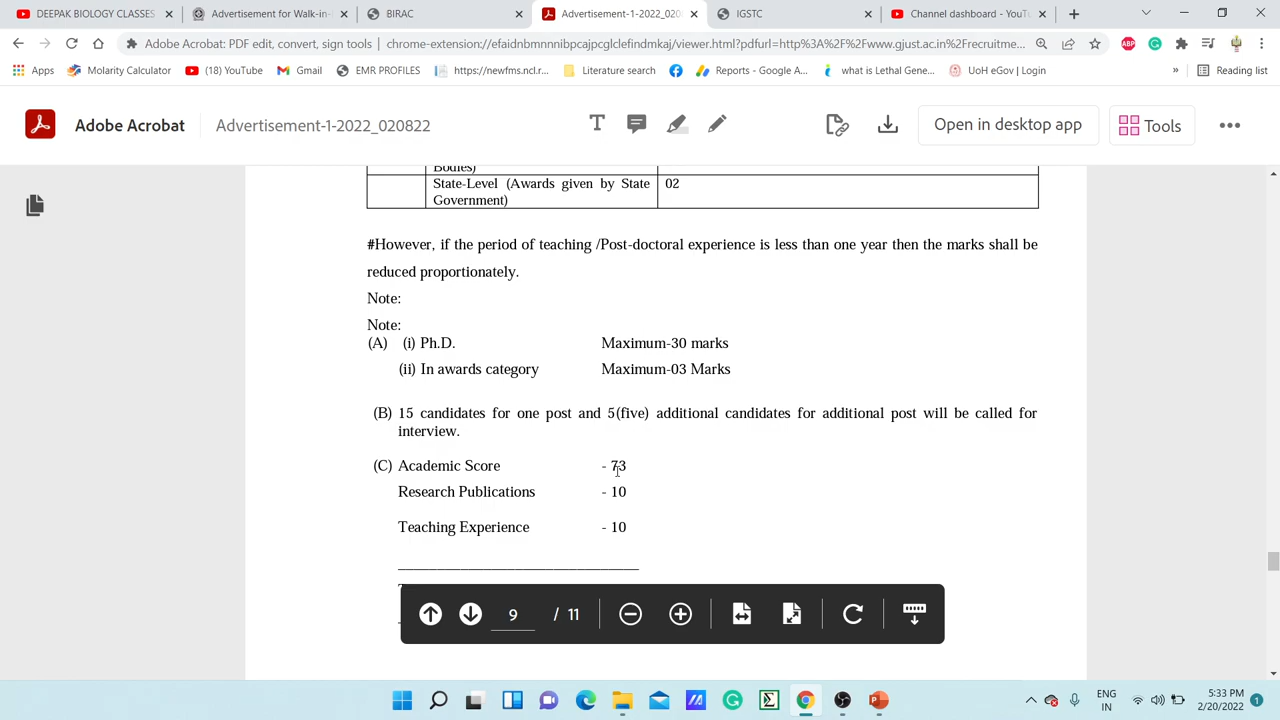 DEEPAK BIOLOGY CLASSES
Advertisement for Walk-in-
BIRAC
Advertisement-1-2022_020
IGSTC
Channel dashboard - YouTu
Adobe Acrobat: PDF edit, convert, sign tools | chrome-extension://efaidnbmnnnibpcajpcglclefindmkaj/viewer.html?pdfurl=http%3A%2F%2Fwww.gjust.ac.in%2Frecruitme...
Apps
Molarity Calculator
(18) YouTube
Gmail
EMR PROFILES
https://newfms.ncl.r...
Literature search
Reports - Google A...
what is Lethal Gene...
UoH eGov | Login
»
Reading list
Adobe Acrobat
Advertisement-1-2022_020822
Open in desktop app
Tools
Bodies)
State-Level (Awards given by State 02
Government)
#However, if the period of teaching /Post-doctoral experience is less than one year then the marks shall be
reduced proportionately.
Note:
Note:
(A) (i) Ph.D. Maximum-30 marks
(ii) In awards category Maximum-03 Marks
(B) 15 candidates for one post and 5(five) additional candidates for additional post will be called for
interview.
(C) Academic Score - 73
Research Publications - 10
Teaching Experience - 10
9 / 11
ENG
IN
5:33 PM
2/20/2022
1